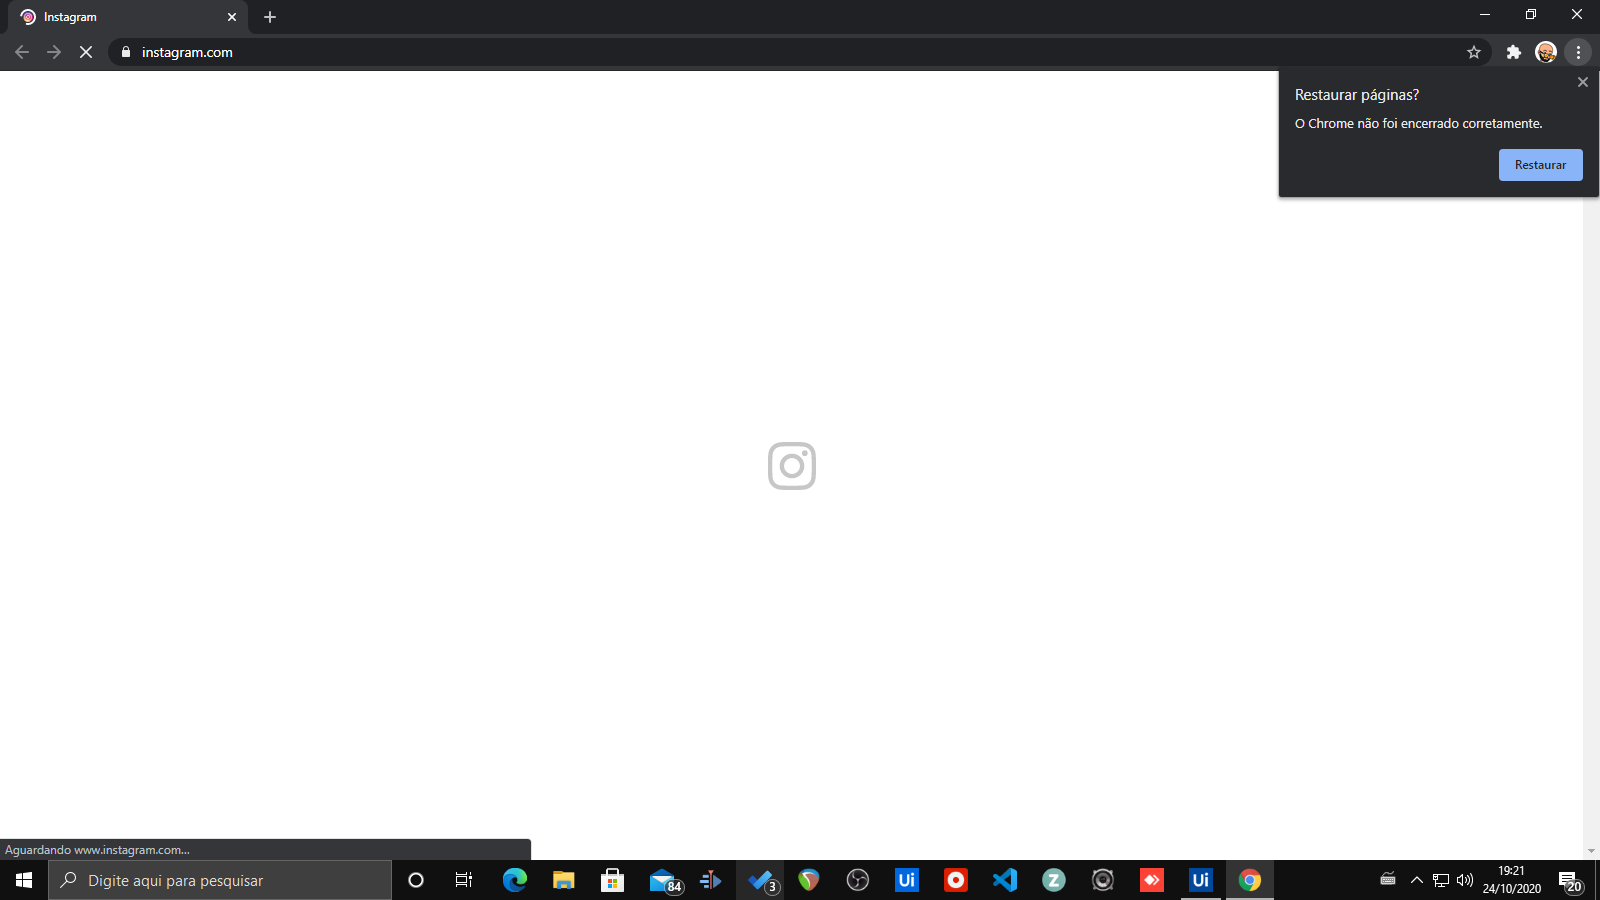 Instagram
instagram.com
Restaurar páginas?
O Chrome não foi encerrado corretamente.
Restaurar
Aguardando www.instagram.com...
Digite aqui para pesquisar
84
3
Ui
Z
Ui
19:21
24/10/2020
20